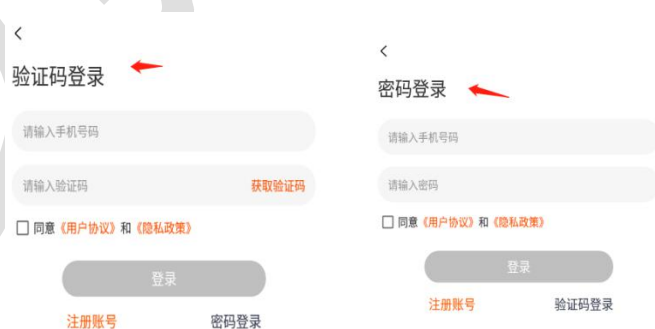 验证码登录
请输入手机号码
请输入验证码 获取验证码
同意《用户协议》和《隐私政策》
登录
注册账号 密码登录
密码登录
请输入手机号码
请输入密码
同意《用户协议》和《隐私政策》
登录
注册账号 验证码登录